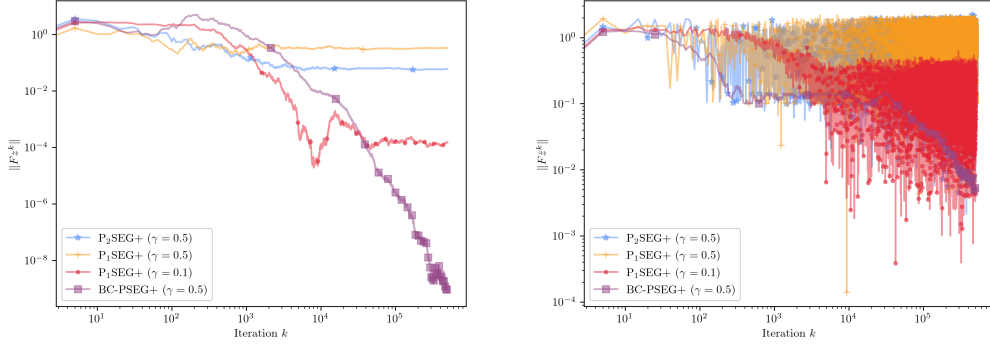 ‖Fz^k‖
10^0
10^{-2}
10^{-4}
10^{-6}
10^{-8}
P₂SEG+ (γ = 0.5)
P₁SEG+ (γ = 0.5)
P₁SEG+ (γ = 0.1)
BC-PSEG+ (γ = 0.5)
10^1 10^2 10^3 10^4 10^5
Iteration k
‖Fz^k‖
10^0
10^{-1}
10^{-2}
10^{-3}
10^{-4}
P₂SEG+ (γ = 0.5)
P₁SEG+ (γ = 0.5)
P₁SEG+ (γ = 0.1)
BC-PSEG+ (γ = 0.5)
10^1 10^2 10^3 10^4 10^5
Iteration k